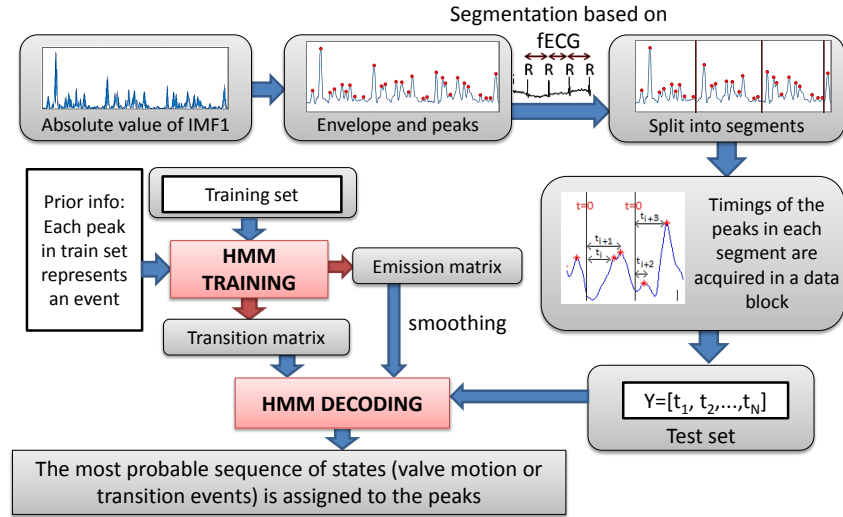 Segmentation based on
fECG
R R R R
Absolute value of IMF1
Envelope and peaks
Split into segments
Prior info:
Each peak
in train set
represents
an event
Training set
HMM
TRAINING
Emission matrix
Transition matrix
smoothing
t=0 t=0
t_{i+3}
t_{i+1}
t_i
t_{i+2}
Timings of the
peaks in each
segment are
acquired in a data
block
HMM DECODING
Y=[t_1, t_2,...,t_N]
Test set
The most probable sequence of states (valve motion or
transition events) is assigned to the peaks